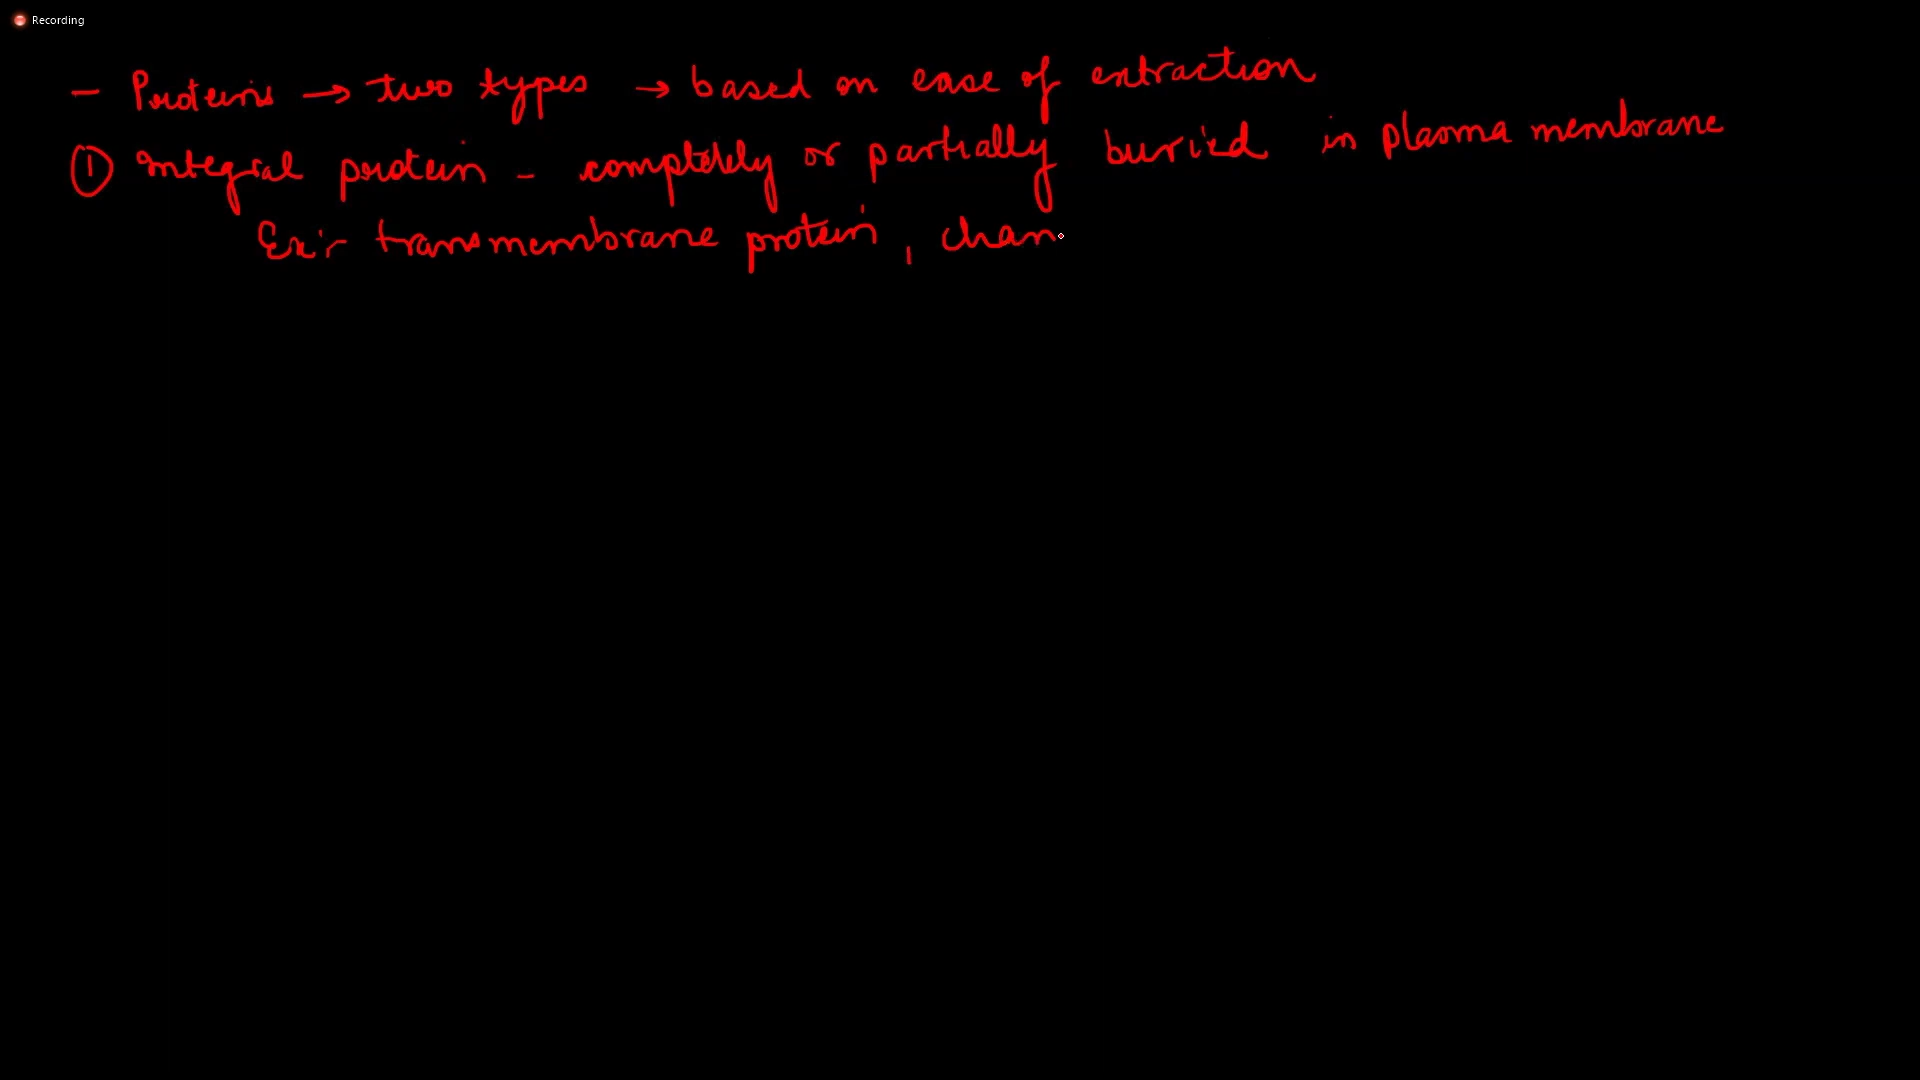 Recording
- Proteins → two types → based on ease of extraction
① Integral protein - completely or partially buried in plasma membrane
Ex:- transmembrane protein, chan